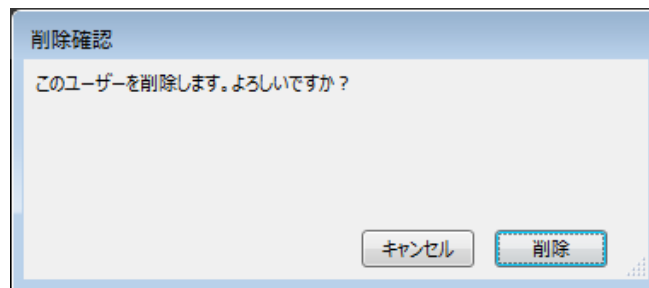 削除確認
このユーザーを削除します。よろしいですか？
キャンセル
削除